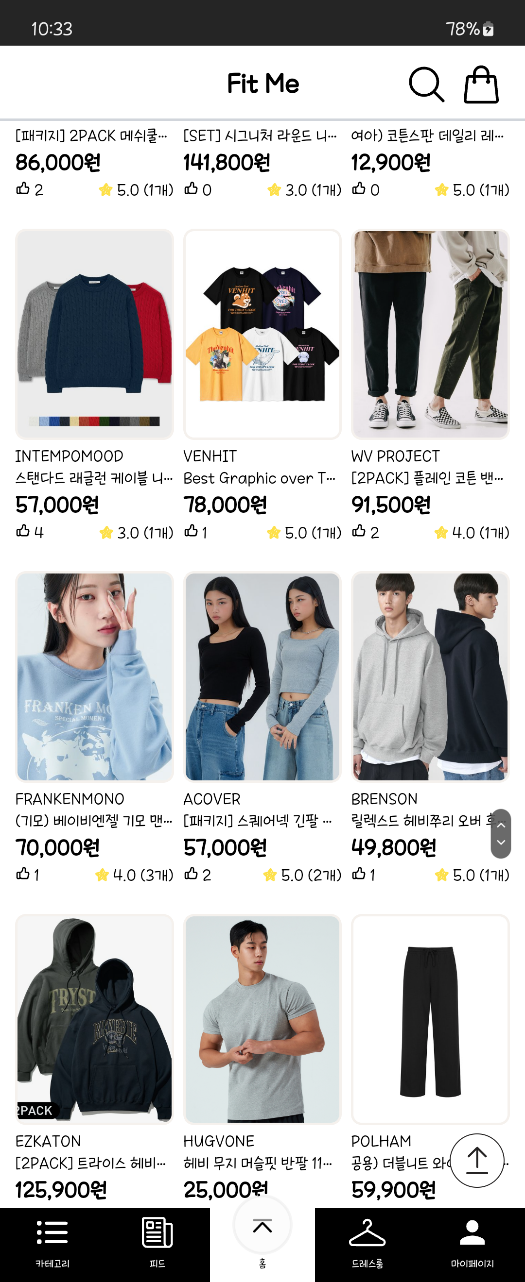 10:33 78%
Fit Me
[패키지] 2PACK 메쉬쿨… [SET] 시그니처 라운드 니… 여아) 코튼스판 데일리 레…
86,000원 141,800원 12,900원
2 5.0 (1개) 0 3.0 (1개) 0 5.0 (1개)
VENHIT
VENHIT
INTEMPOMOOD VENHIT WV PROJECT
스탠다드 래글런 케이블 니… Best Graphic over T… [2PACK] 플레인 코튼 밴…
57,000원 78,000원 91,500원
4 3.0 (1개) 1 5.0 (1개) 2 4.0 (1개)
FRANKEN MO
SPECIAL MOMENT
FRANKENMONO ACOVER BRENSON
(기모) 베이비엔젤 기모 맨… [패키지] 스퀘어넥 긴팔 … 릴렉스드 헤비쭈리 오버 후…
70,000원 57,000원 49,800원
1 4.0 (3개) 2 5.0 (2개) 1 5.0 (1개)
TRYST
2PACK
EZKATON HUGVONE POLHAM
[2PACK] 트라이스 헤비… 헤비 무지 머슬핏 반팔 11… 공용) 더블니트 와이
125,900원 25,000원 59,900원
카테고리 피드 홈 드레스룸 마이페이지